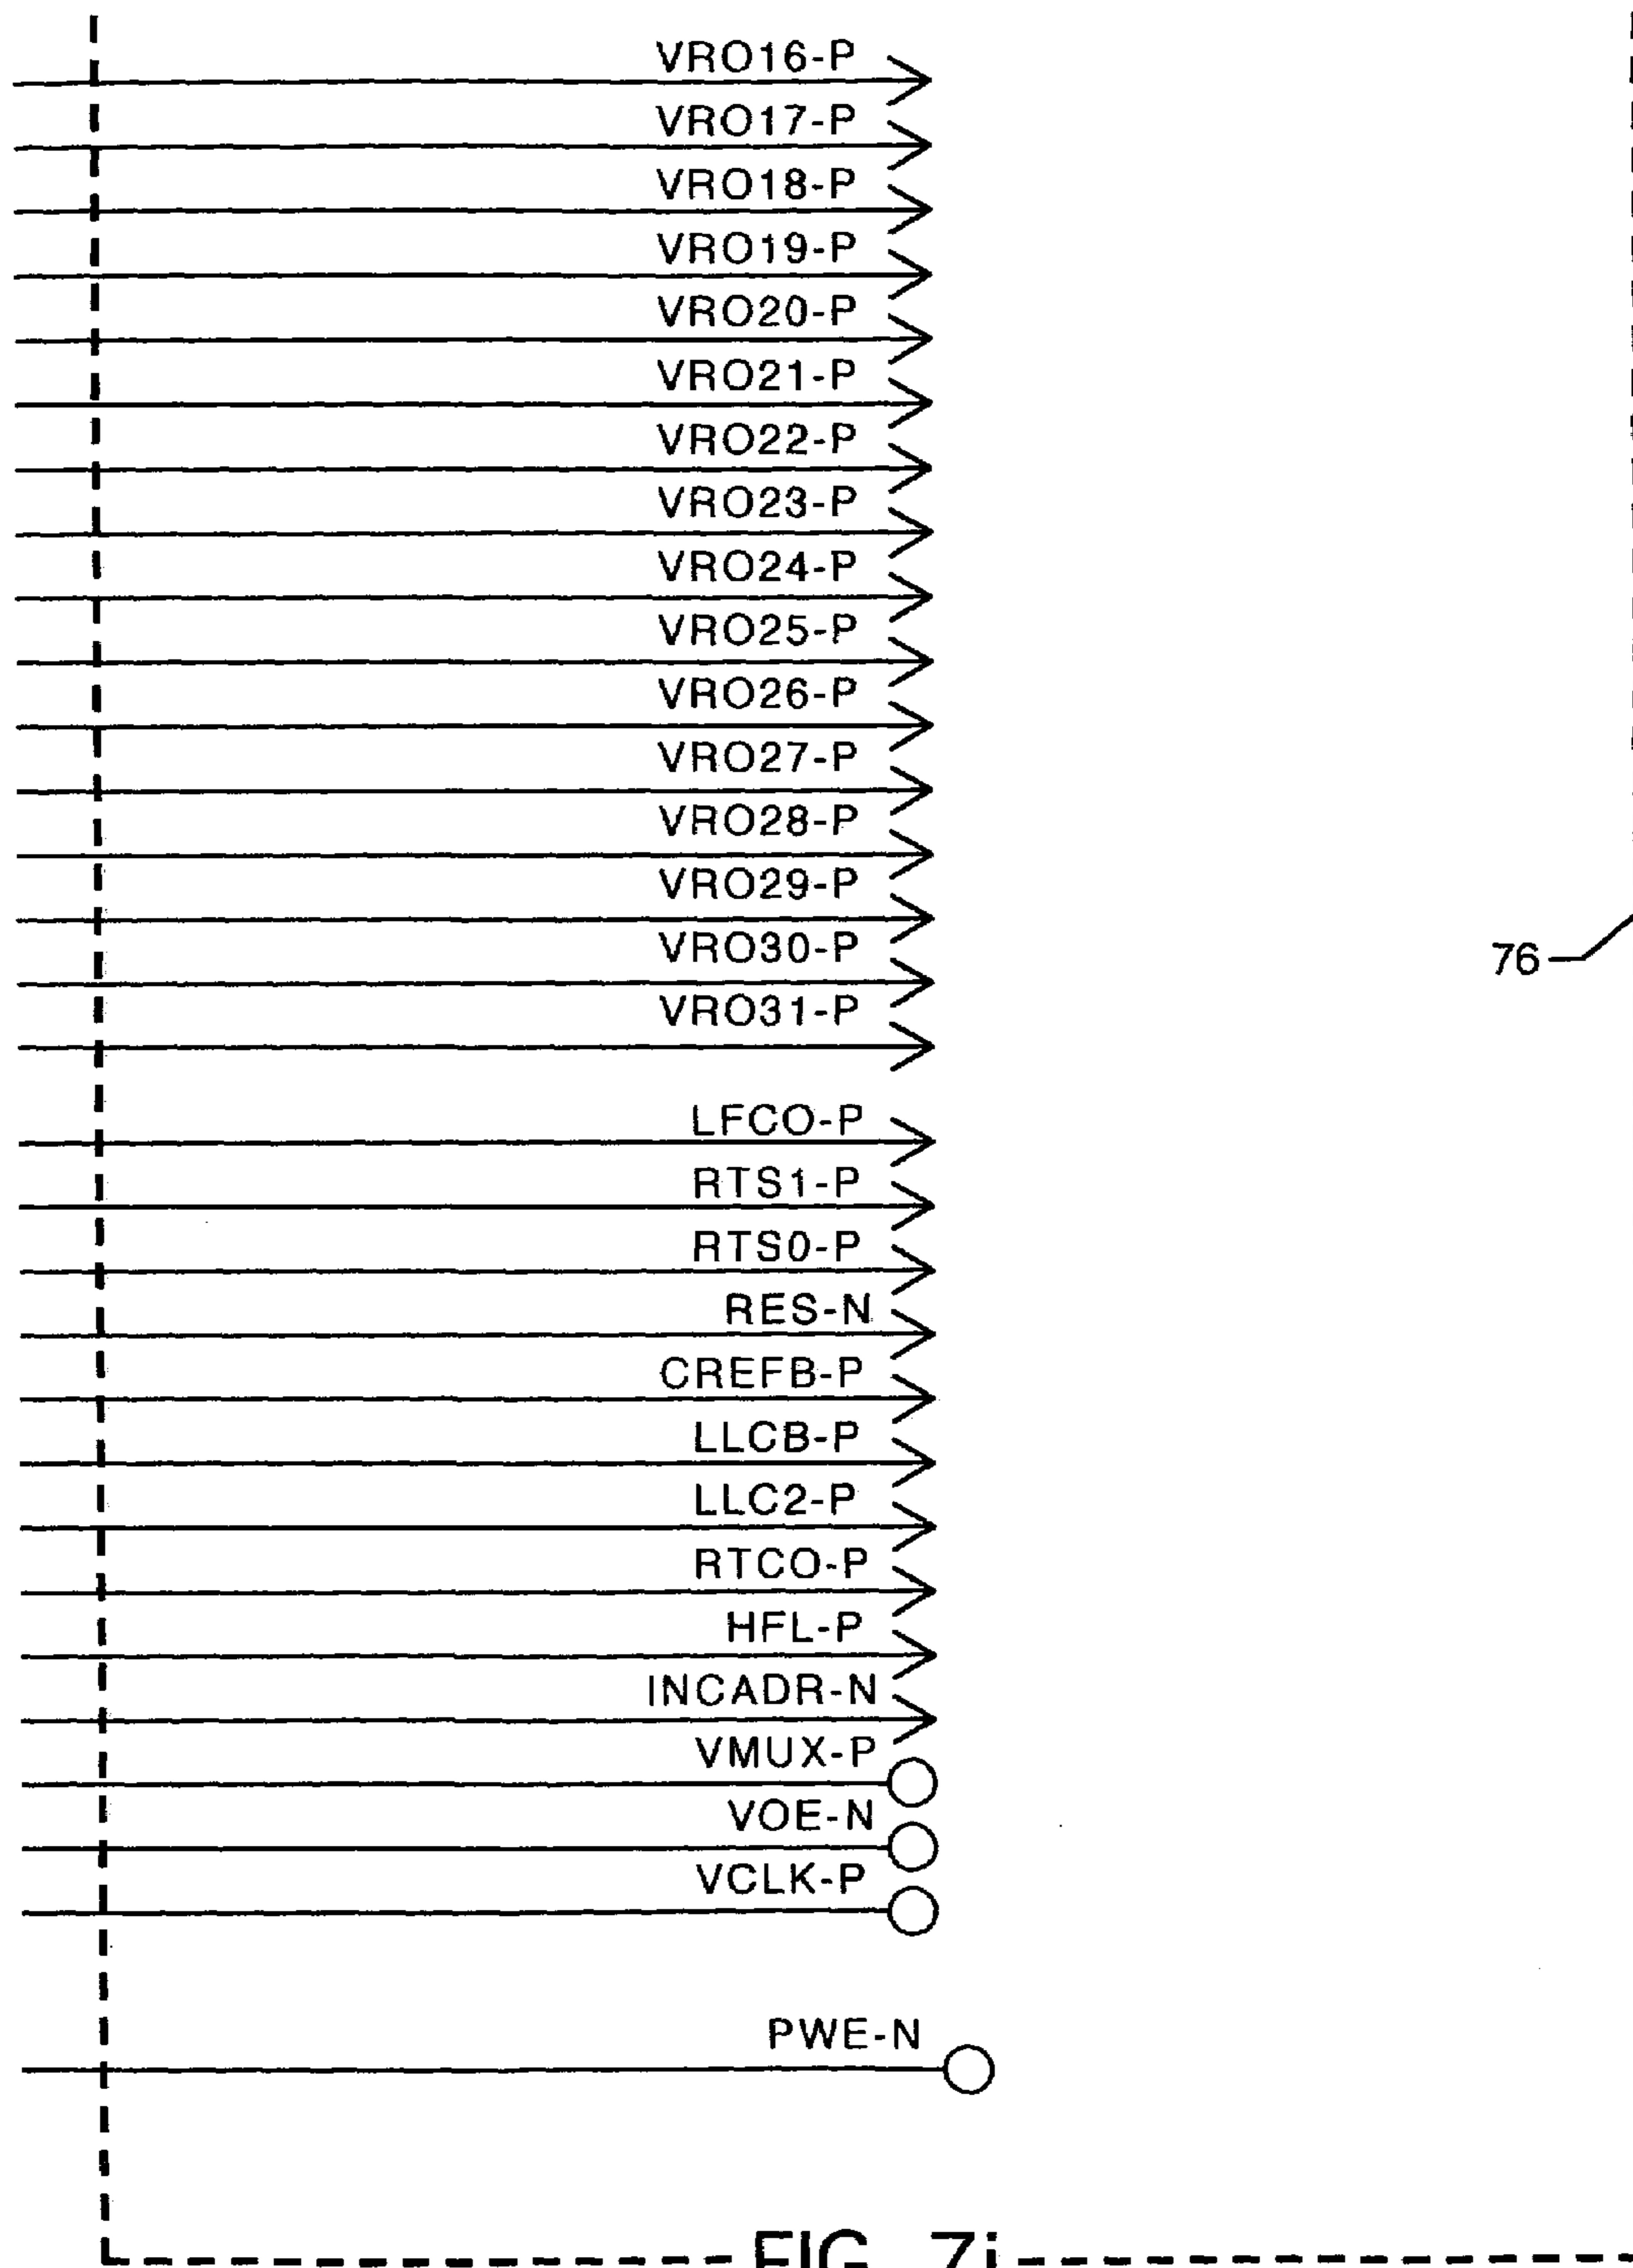 VRO16-P
VRO17-P
VRO18-P
VRO19-P
VRO20-P
VRO21-P
VRO22-P
VRO23-P
VRO24-P
VRO25-P
VRO26-P
VRO27-P
VRO28-P
VRO29-P
76
VRO30-P
VRO31-P
LFCO-P
RTS1-P
RTS0-P
RES-N
CREFB-P
LLCB-P
LLC2-P
RTCO-P
HFL-P
INCADR-N
VMUX-P
VOE-N
VCLK-P
PWE-N
FIG. 7i